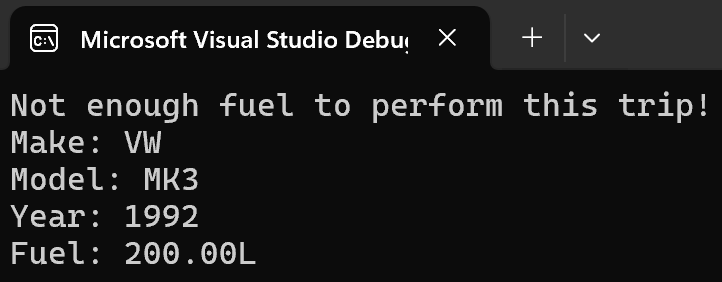 Microsoft Visual Studio Debug
Not enough fuel to perform this trip!
Make: VW
Model: MK3
Year: 1992
Fuel: 200.00L